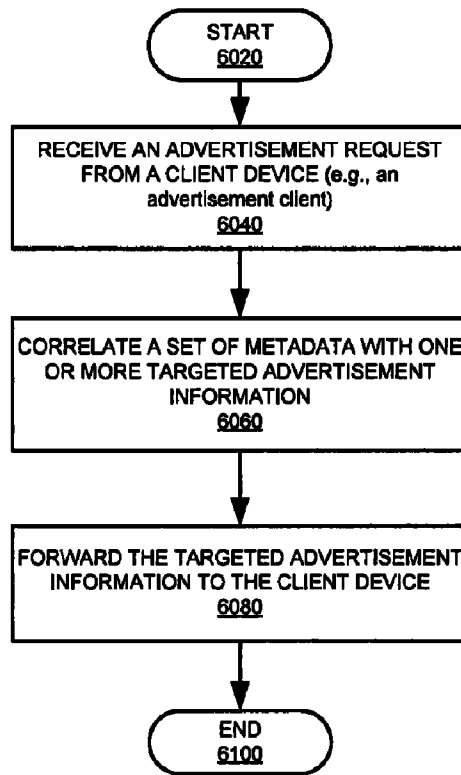 START
6020
RECEIVE AN ADVERTISEMENT REQUEST
FROM A CLIENT DEVICE (e.g., an
advertisement client)
6040
CORRELATE A SET OF METADATA WITH ONE
OR MORE TARGETED ADVERTISEMENT
INFORMATION
6060
FORWARD THE TARGETED ADVERTISEMENT
INFORMATION TO THE CLIENT DEVICE
6080
END
6100